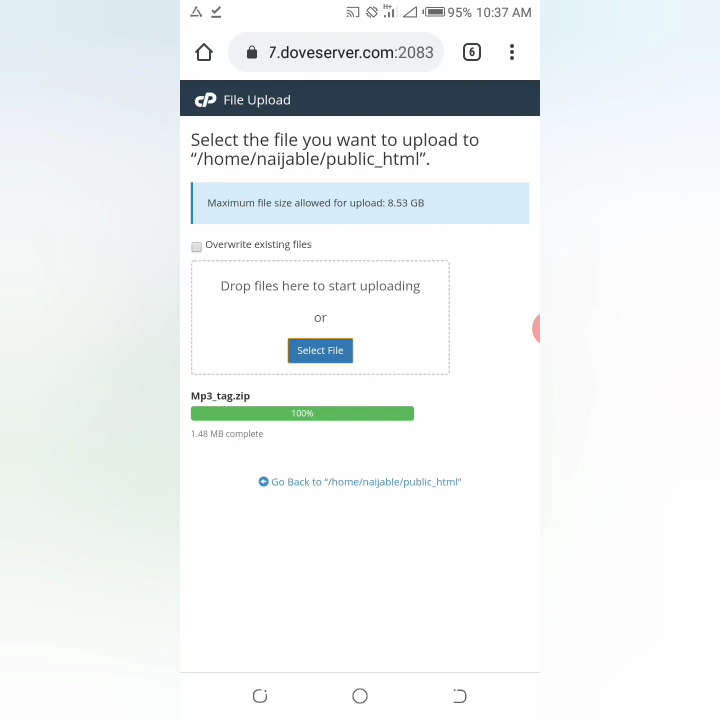 H+ 95% 10:37 AM
7.doveserver.com:2083 6
cP File Upload
Select the file you want to upload to
“/home/naijable/public_html”.
Maximum file size allowed for upload: 8.53 GB
Overwrite existing files
Drop files here to start uploading
or
Select File
Mp3_tag.zip
100%
1.48 MB complete
Go Back to “/home/naijable/public_html”